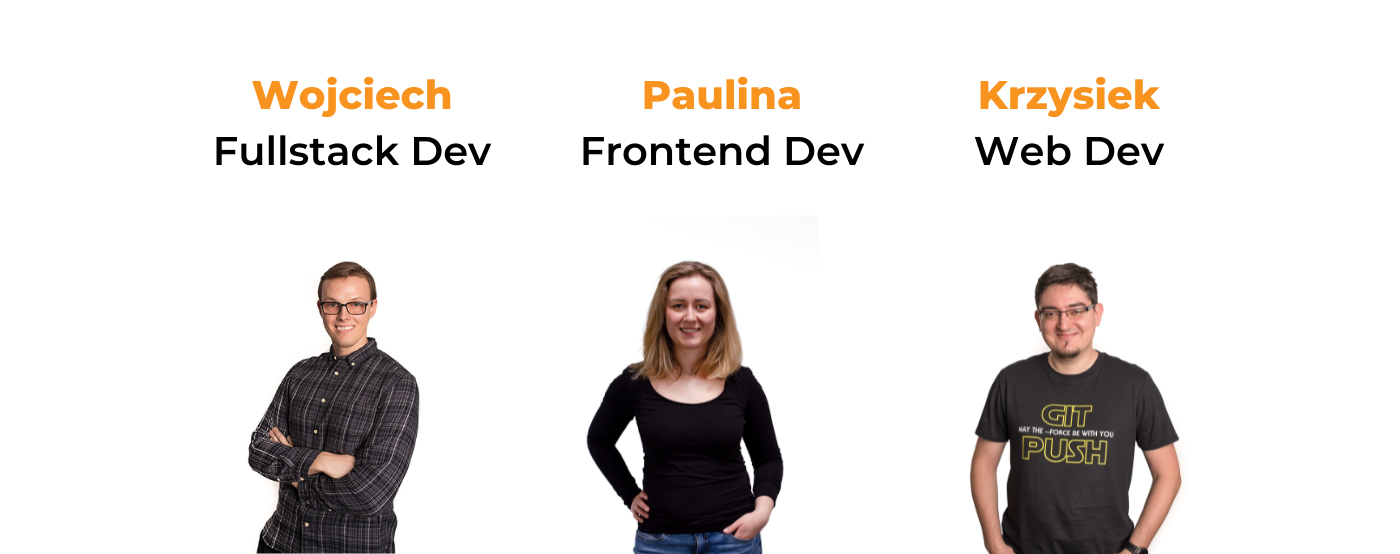 Wojciech
Fullstack Dev
Paulina
Frontend Dev
Krzysiek
Web Dev
GIT
MAY THE --FORCE BE WITH YOU
PUSH